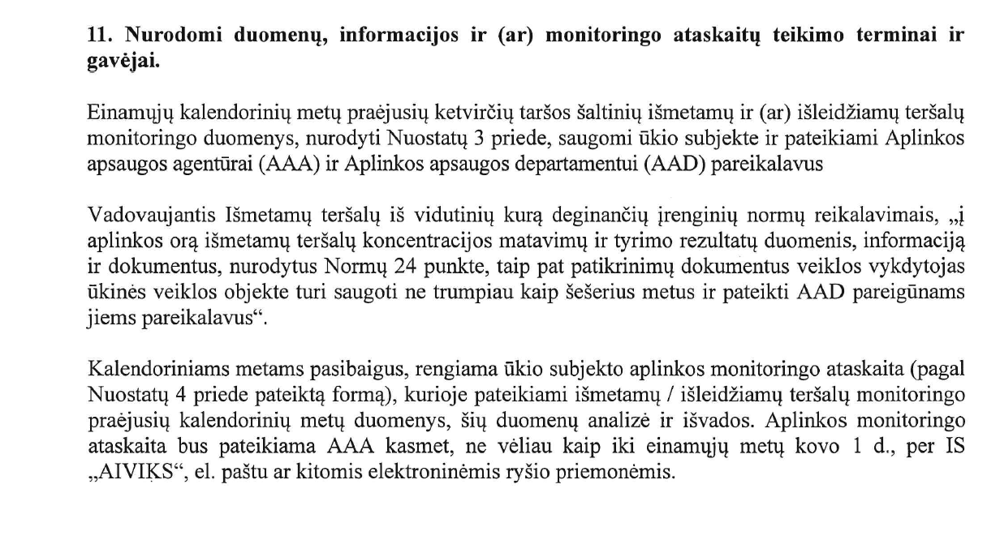 11. Nurodomi duomenų, informacijos ir (ar) monitoringo ataskaitų teikimo terminai ir
gavėjai.
Einamųjų kalendorinių metų praėjusių ketvirčių taršos šaltinių išmetamų ir (ar) išleidžiamų teršalų
monitoringo duomenys, nurodyti Nuostatų 3 priede, saugomi ūkio subjekte ir pateikiami Aplinkos
apsaugos agentūrai (AAA) ir Aplinkos apsaugos departamentui (AAD) pareikalavus
Vadovaujantis Išmetamų teršalų iš vidutinių kurą deginančių įrenginių normų reikalavimais, „į
aplinkos orą išmetamų teršalų koncentracijos matavimų ir tyrimo rezultatų duomenis, informaciją
ir dokumentus, nurodytus Normų 24 punkte, taip pat patikrinimų dokumentus veiklos vykdytojas
ūkinės veiklos objekte turi saugoti ne trumpiau kaip šešerius metus ir pateikti AAD pareigūnams
jiems pareikalavus“.
Kalendoriniams metams pasibaigus, rengiama ūkio subjekto aplinkos monitoringo ataskaita (pagal
Nuostatų 4 priede pateiktą formą), kurioje pateikiami išmetamų / išleidžiamų teršalų monitoringo
praėjusių kalendorinių metų duomenys, šių duomenų analizė ir išvados. Aplinkos monitoringo
ataskaita bus pateikiama AAA kasmet, ne vėliau kaip iki einamųjų metų kovo 1 d., per IS
„AIVIKS“, el. paštu ar kitomis elektroninėmis ryšio priemonėmis.